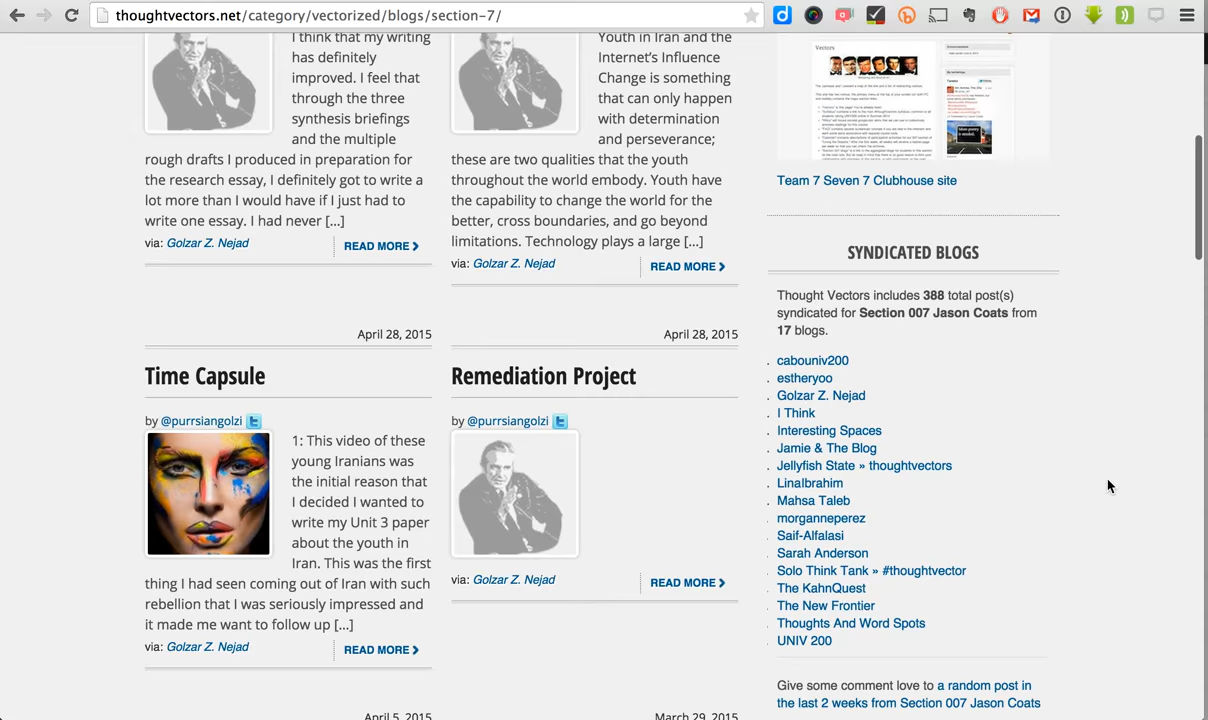 thoughtvectors.net/category/vectorized/blogs/section-7/
I think that my writing
has definitely
improved. I feel that
through the three
synthesis briefings
and the multiple
rough drafts I produced in preparation for
the research essay, I definitely got to write a
lot more than I would have if I just had to
write one essay. I had never [...]
via: Golzar Z. Nejad
READ MORE >
Youth in Iran and the
Internet's Influence
Change is something
that can only happen
with determination
and perseverance;
these are two qualities that the youth
throughout the world embody. Youth have
the capability to change the world for the
better, cross boundaries, and go beyond
limitations. Technology plays a large [...]
via: Golzar Z. Nejad
READ MORE >
April 28, 2015
Time Capsule
by @purrsiangolzi
1: This video of these
young Iranians was
the initial reason that
I decided I wanted to
write my Unit 3 paper
about the youth in
Iran. This was the first
thing I had seen coming out of Iran with such
rebellion that I was seriously impressed and
it made me want to follow up [...]
via: Golzar Z. Nejad
READ MORE >
April 28, 2015
Remediation Project
by @purrsiangolzi
via: Golzar Z. Nejad
READ MORE >
April 5, 2015
March 29, 2015
Vectors
Team 7 Seven 7 Clubhouse site
SYNDICATED BLOGS
Thought Vectors includes 388 total post(s)
syndicated for Section 007 Jason Coats from
17 blogs.
cabouniv200
estheryoo
Golzar Z. Nejad
I Think
Interesting Spaces
Jamie & The Blog
Jellyfish State » thoughtvectors
LinaIbrahim
Mahsa Taleb
morganneperez
Saif-Alfalasi
Sarah Anderson
Solo Think Tank » #thoughtvector
The KahnQuest
The New Frontier
Thoughts And Word Spots
UNIV 200
Give some comment love to a random post in
the last 2 weeks from Section 007 Jason Coats